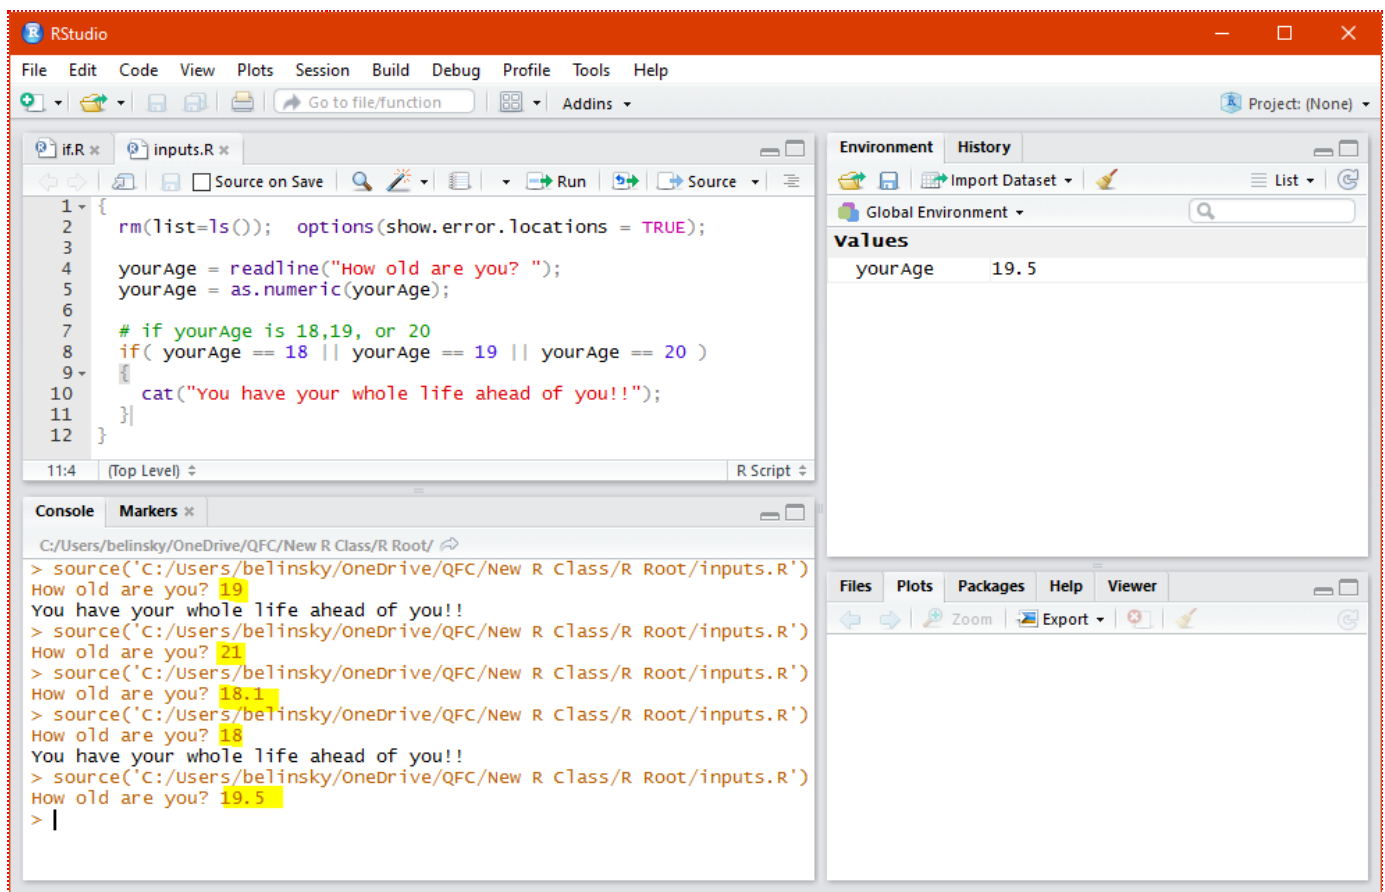 RStudio
File Edit Code View Plots Session Build Debug Profile Tools Help
Go to file/function Addins Project: (None)
if.R inputs.R
Source on Save Run Source
1 {
2 rm(list=ls()); options(show.error.locations = TRUE);
3
4 yourAge = readline("How old are you? ");
5 yourAge = as.numeric(yourAge);
6
7 # if yourAge is 18,19, or 20
8 if( yourAge == 18 || yourAge == 19 || yourAge == 20 )
9 {
10 cat("You have your whole life ahead of you!!");
11 }
12 }
11:4 (Top Level) R Script
Console Markers
C:/Users/belinsky/OneDrive/QFC/New R Class/R Root/
> source('C:/Users/belinsky/OneDrive/QFC/New R Class/R Root/inputs.R')
How old are you? 19
You have your whole life ahead of you!!
> source('C:/Users/belinsky/OneDrive/QFC/New R Class/R Root/inputs.R')
How old are you? 21
> source('C:/Users/belinsky/OneDrive/QFC/New R Class/R Root/inputs.R')
How old are you? 18.1
> source('C:/Users/belinsky/OneDrive/QFC/New R Class/R Root/inputs.R')
How old are you? 18
You have your whole life ahead of you!!
> source('C:/Users/belinsky/OneDrive/QFC/New R Class/R Root/inputs.R')
How old are you? 19.5
>
Environment History
Import Dataset List
Global Environment
Values
yourAge 19.5
Files Plots Packages Help Viewer
Zoom Export